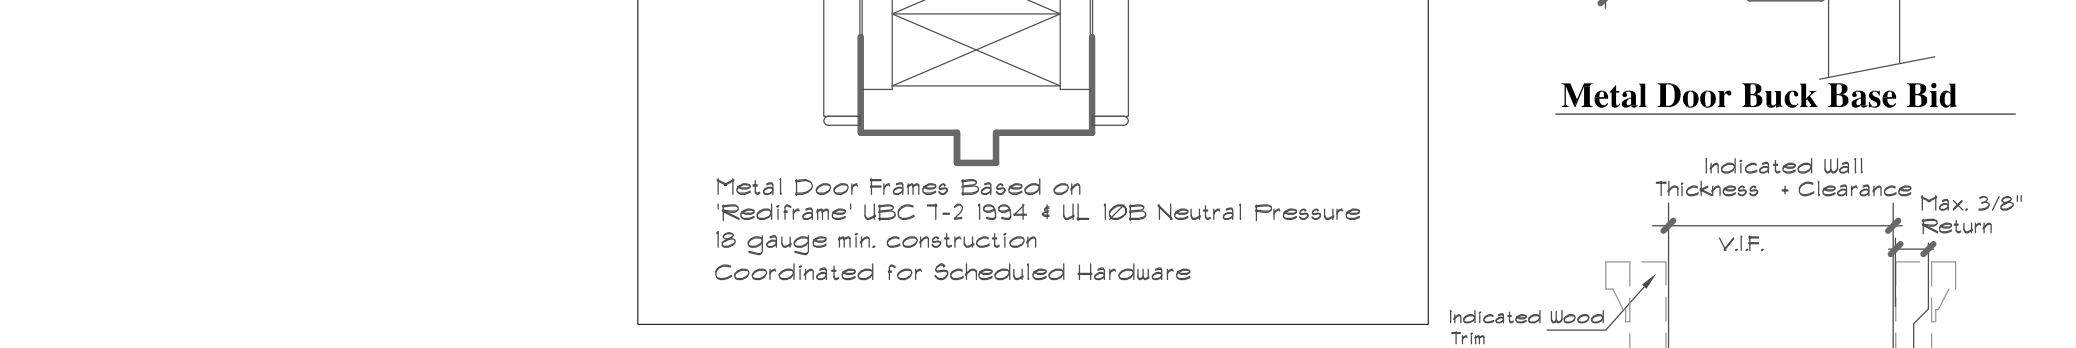 Metal Door Buck Base Bid
Metal Door Frames Based on
'Rediframe' UBC 7-2 1994 & UL 10B Neutral Pressure
18 gauge min. construction
Coordinated for Scheduled Hardware
Indicated Wall
Thickness + Clearance
Max. 3/8"
Return
V.I.F.
Indicated Wood
Trim